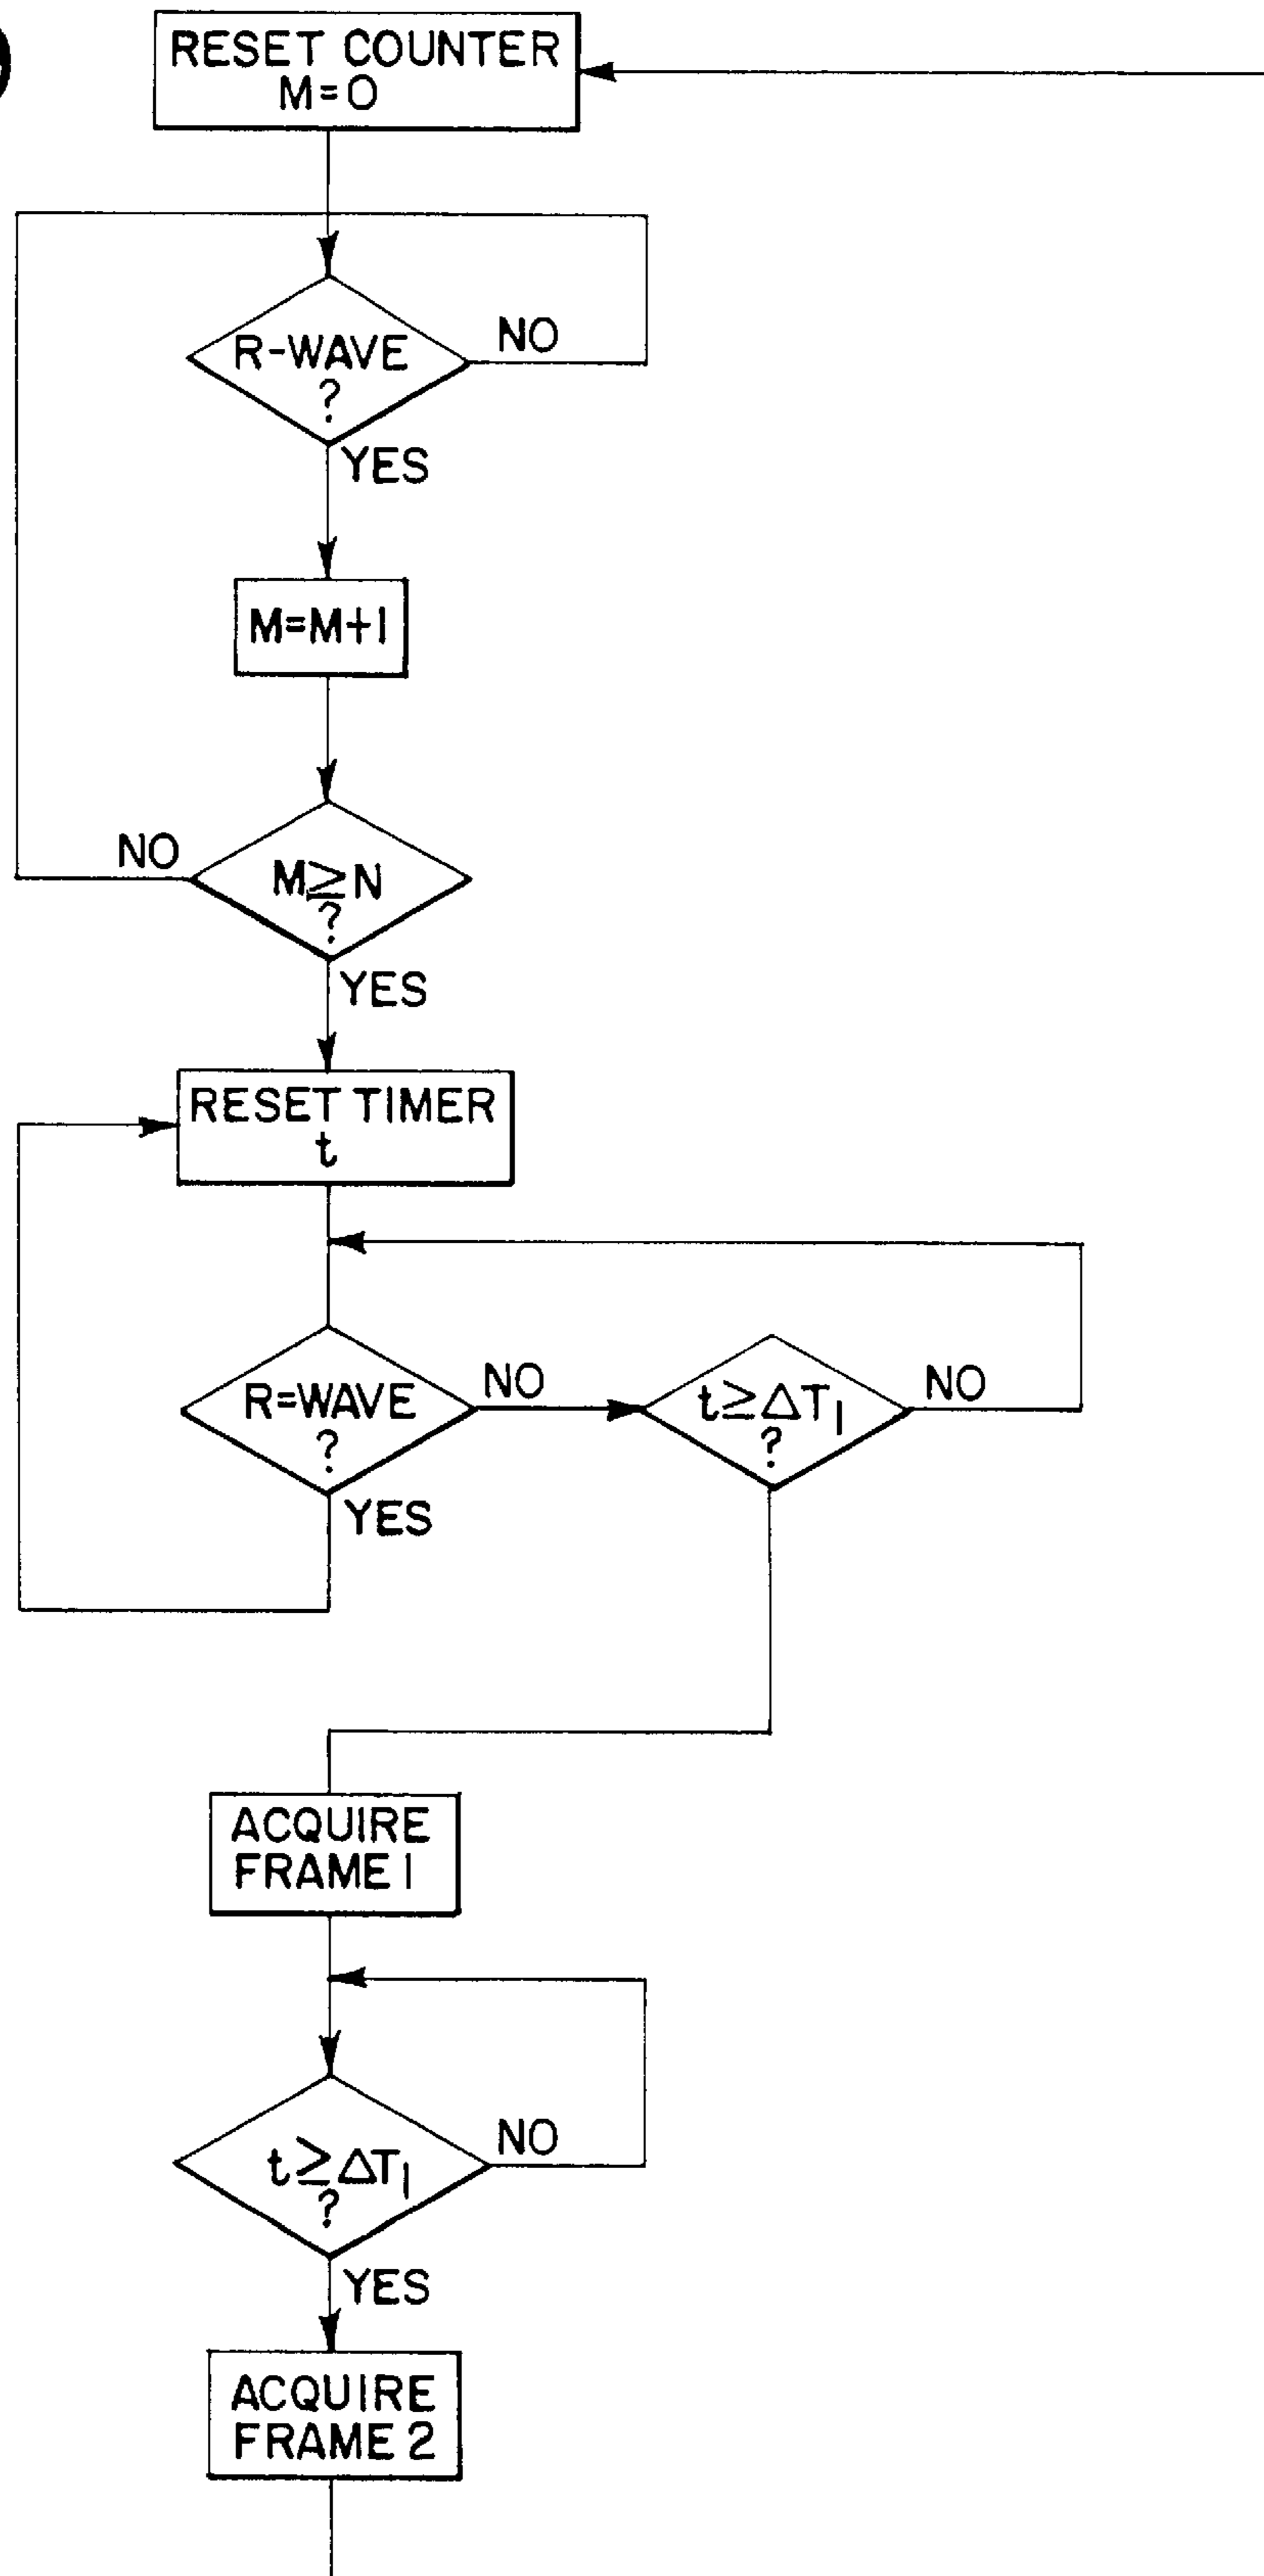 RESET COUNTER
M=0
R-WAVE
?
NO
YES
M=M+1
NO
M≥N
?
YES
RESET TIMER
t
R=WAVE
?
NO
YES
t≥ΔT1
?
NO
ACQUIRE
FRAME 1
t≥ΔT1
?
NO
YES
ACQUIRE
FRAME 2